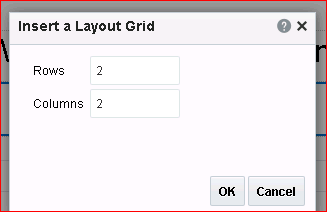 Insert a Layout Grid
Rows 2
Columns 2
OK Cancel